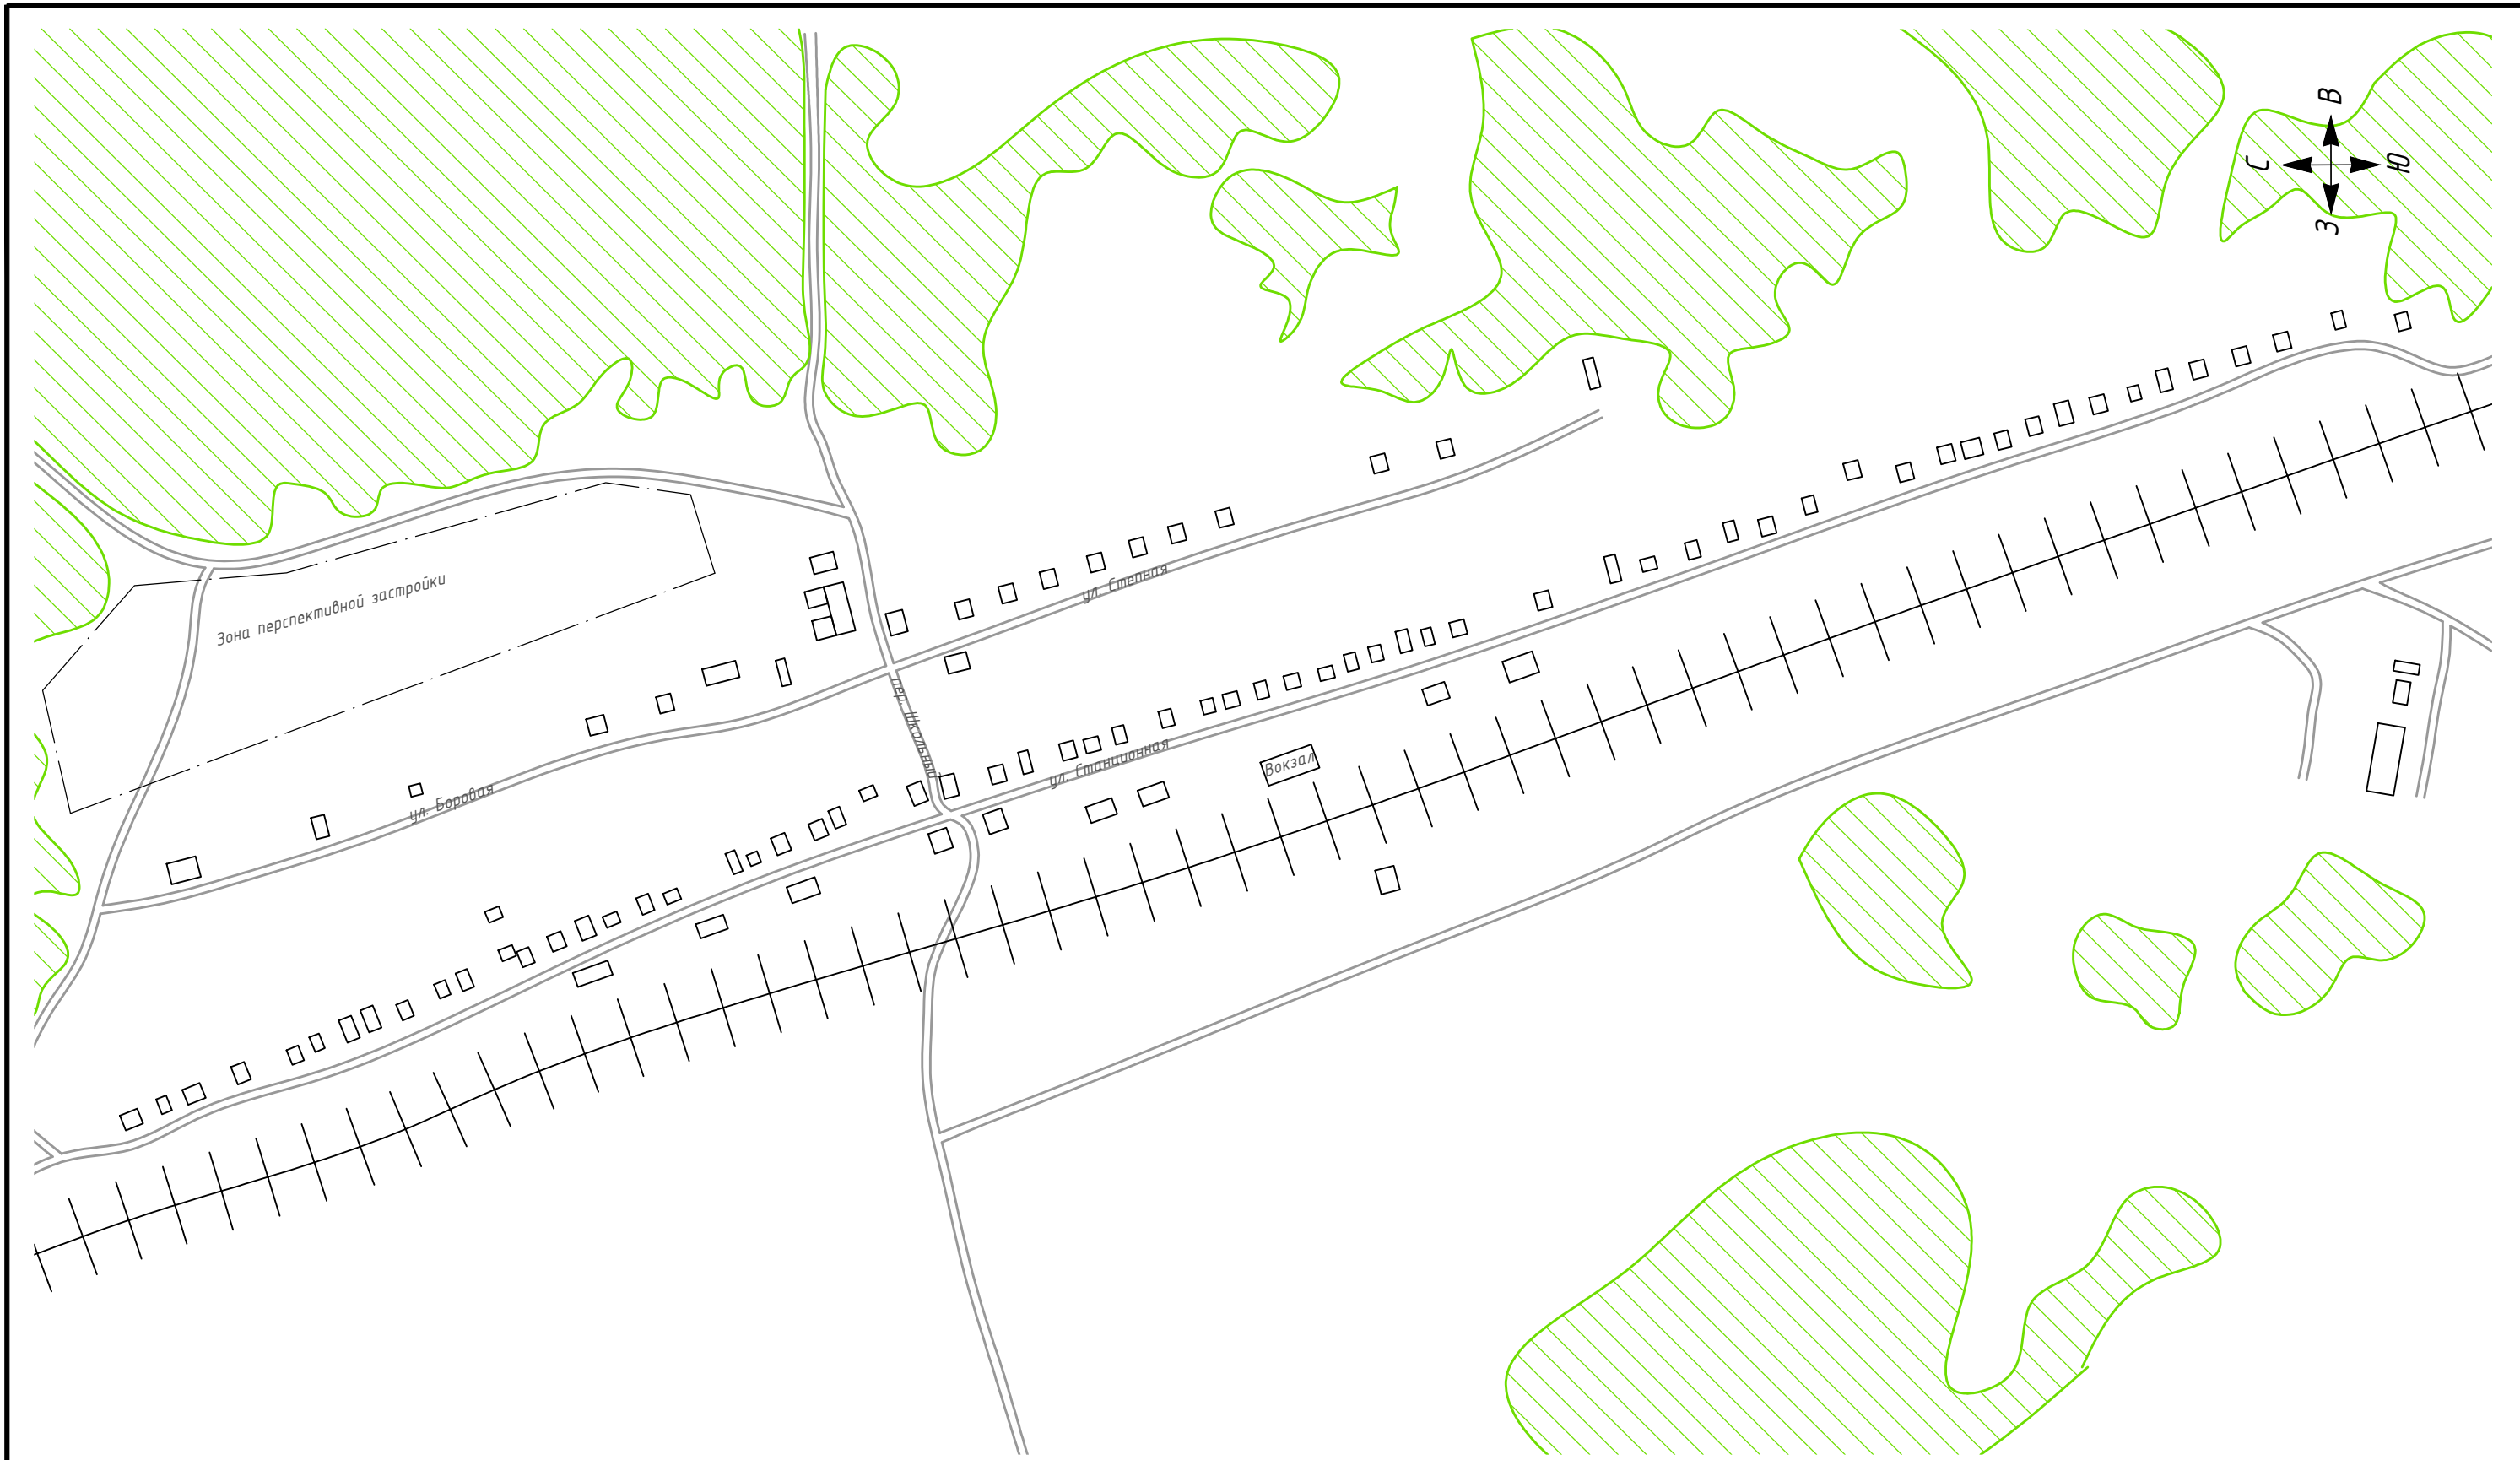 В
С
Ю
З
ул. Степная
Зона перспективной застройки
пер. Школьный
ул. Станционная
Вокзал
ул. Боровая